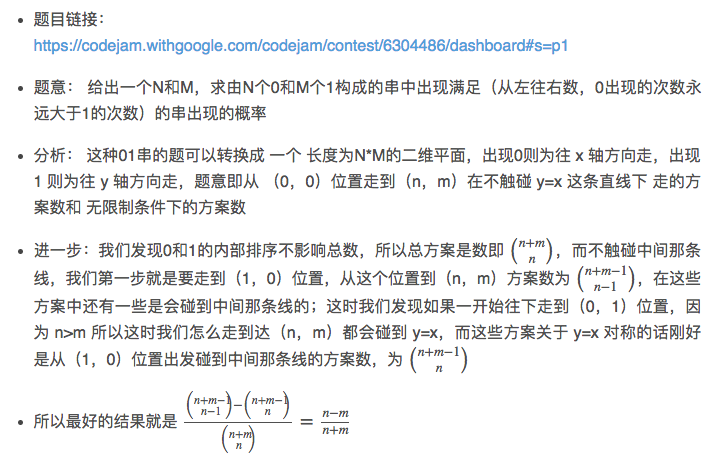 • 题目链接：
https://codejam.withgoogle.com/codejam/contest/6304486/dashboard#s=p1
• 题意： 给出一个N和M，求由N个0和M个1构成的串中出现满足（从左往右数，0出现的次数永
远大于1的次数）的串出现的概率
• 分析： 这种01串的题可以转换成 一个 长度为N*M的二维平面，出现0则为往 x 轴方向走，出现
1 则为往 y 轴方向走，题意即从 （0，0）位置走到（n，m）在不触碰 y=x 这条直线下 走的方
案数和 无限制条件下的方案数
• 进一步：我们发现0和1的内部排序不影响总数，所以总方案是数即 \binom{n+m}{n}，而不触碰中间那条
线，我们第一步就是要走到（1，0）位置，从这个位置到（n，m）方案数为 \binom{n+m-1}{n-1}，在这些
方案中还有一些是会碰到中间那条线的；这时我们发现如果一开始往下走到（0，1）位置，因
为 n>m 所以这时我们怎么走到达（n，m）都会碰到 y=x，而这些方案关于 y=x 对称的话刚好
是从（1，0）位置出发碰到中间那条线的方案数，为 \binom{n+m-1}{n}
• 所以最好的结果就是 \frac{\binom{n+m-1}{n-1}-\binom{n+m-1}{n}}{\binom{n+m}{n}} = \frac{n-m}{n+m}